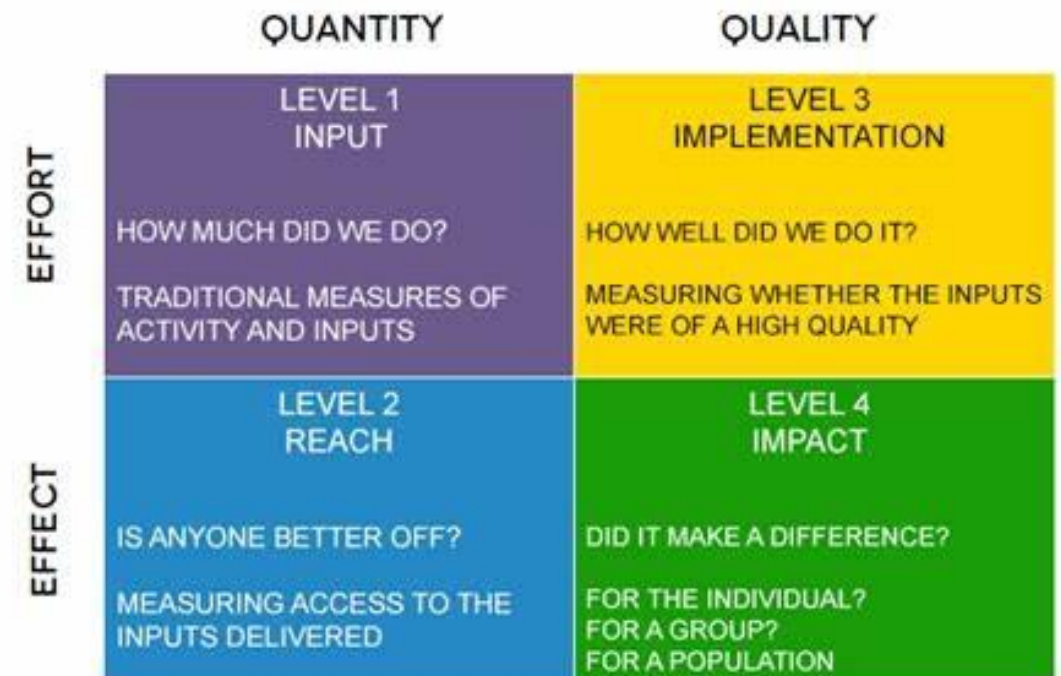 QUANTITY
QUALITY
EFFORT
LEVEL 1
INPUT
HOW MUCH DID WE DO?
TRADITIONAL MEASURES OF
ACTIVITY AND INPUTS
LEVEL 3
IMPLEMENTATION
HOW WELL DID WE DO IT?
MEASURING WHETHER THE INPUTS
WERE OF A HIGH QUALITY
EFFECT
LEVEL 2
REACH
IS ANYONE BETTER OFF?
MEASURING ACCESS TO THE
INPUTS DELIVERED
LEVEL 4
IMPACT
DID IT MAKE A DIFFERENCE?
FOR THE INDIVIDUAL?
FOR A GROUP?
FOR A POPULATION